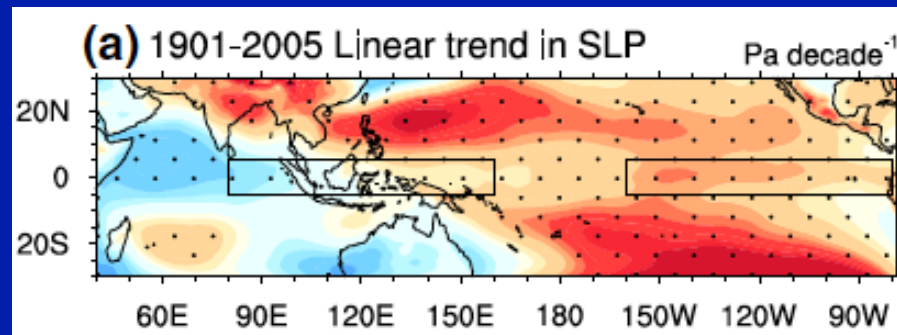 (a) 1901-2005 Linear trend in SLP Pa decade⁻¹
20N
0
20S
60E 90E 120E 150E 180 150W 120W 90W